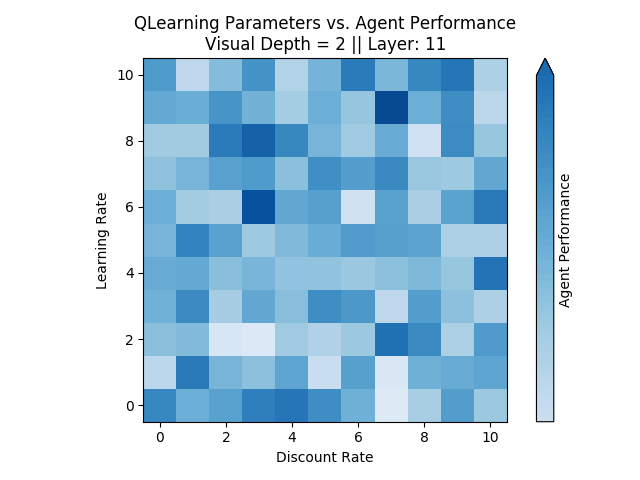 QLearning Parameters vs. Agent Performance
Visual Depth = 2 || Layer: 11
10
8
6
4
2
0
Learning Rate
0 2 4 6 8 10
Discount Rate
Agent Performance